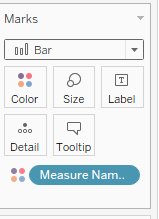 Marks
Bar
Color Size Label
Detail Tooltip
Measure Nam..